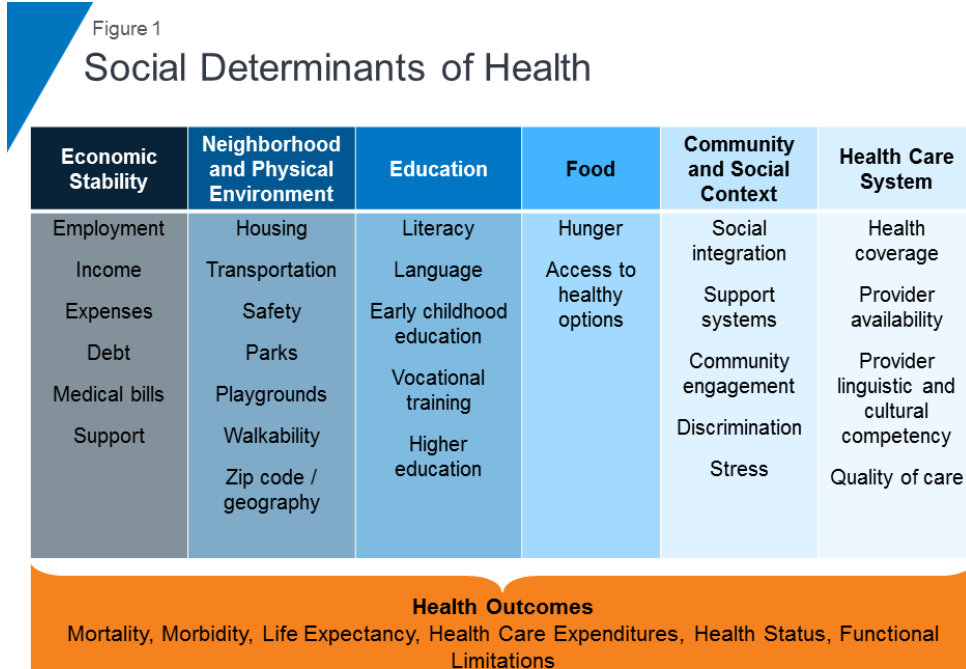 Figure 1
Social Determinants of Health
Economic
Stability
Neighborhood
and Physical
Environment
Education
Food
Community
and Social
Context
Health Care
System
Employment
Income
Expenses
Debt
Medical bills
Support
Housing
Transportation
Safety
Parks
Playgrounds
Walkability
Zip code /
geography
Literacy
Language
Early childhood
education
Vocational
training
Higher
education
Hunger
Access to
healthy
options
Social
integration
Support
systems
Community
engagement
Discrimination
Stress
Health
coverage
Provider
availability
Provider
linguistic and
cultural
competency
Quality of care
Health Outcomes
Mortality, Morbidity, Life Expectancy, Health Care Expenditures, Health Status, Functional
Limitations